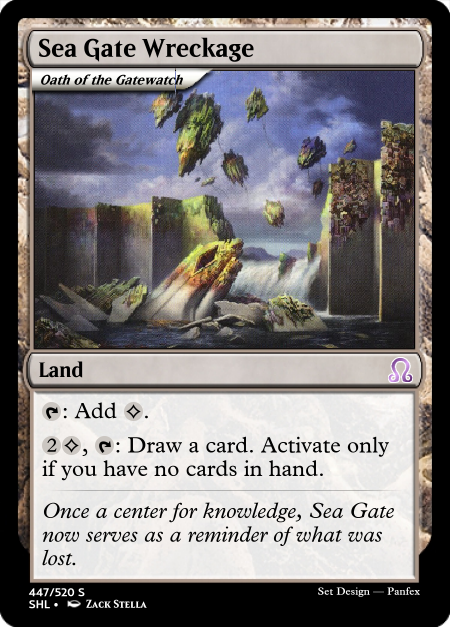 Sea Gate Wreckage
Oath of the Gatewatch
Land
: Add .
2, : Draw a card. Activate only
if you have no cards in hand.
Once a center for knowledge, Sea Gate
now serves as a reminder of what was
lost.
447/520 S
Set Design — Panfex
SHL • Zack Stella